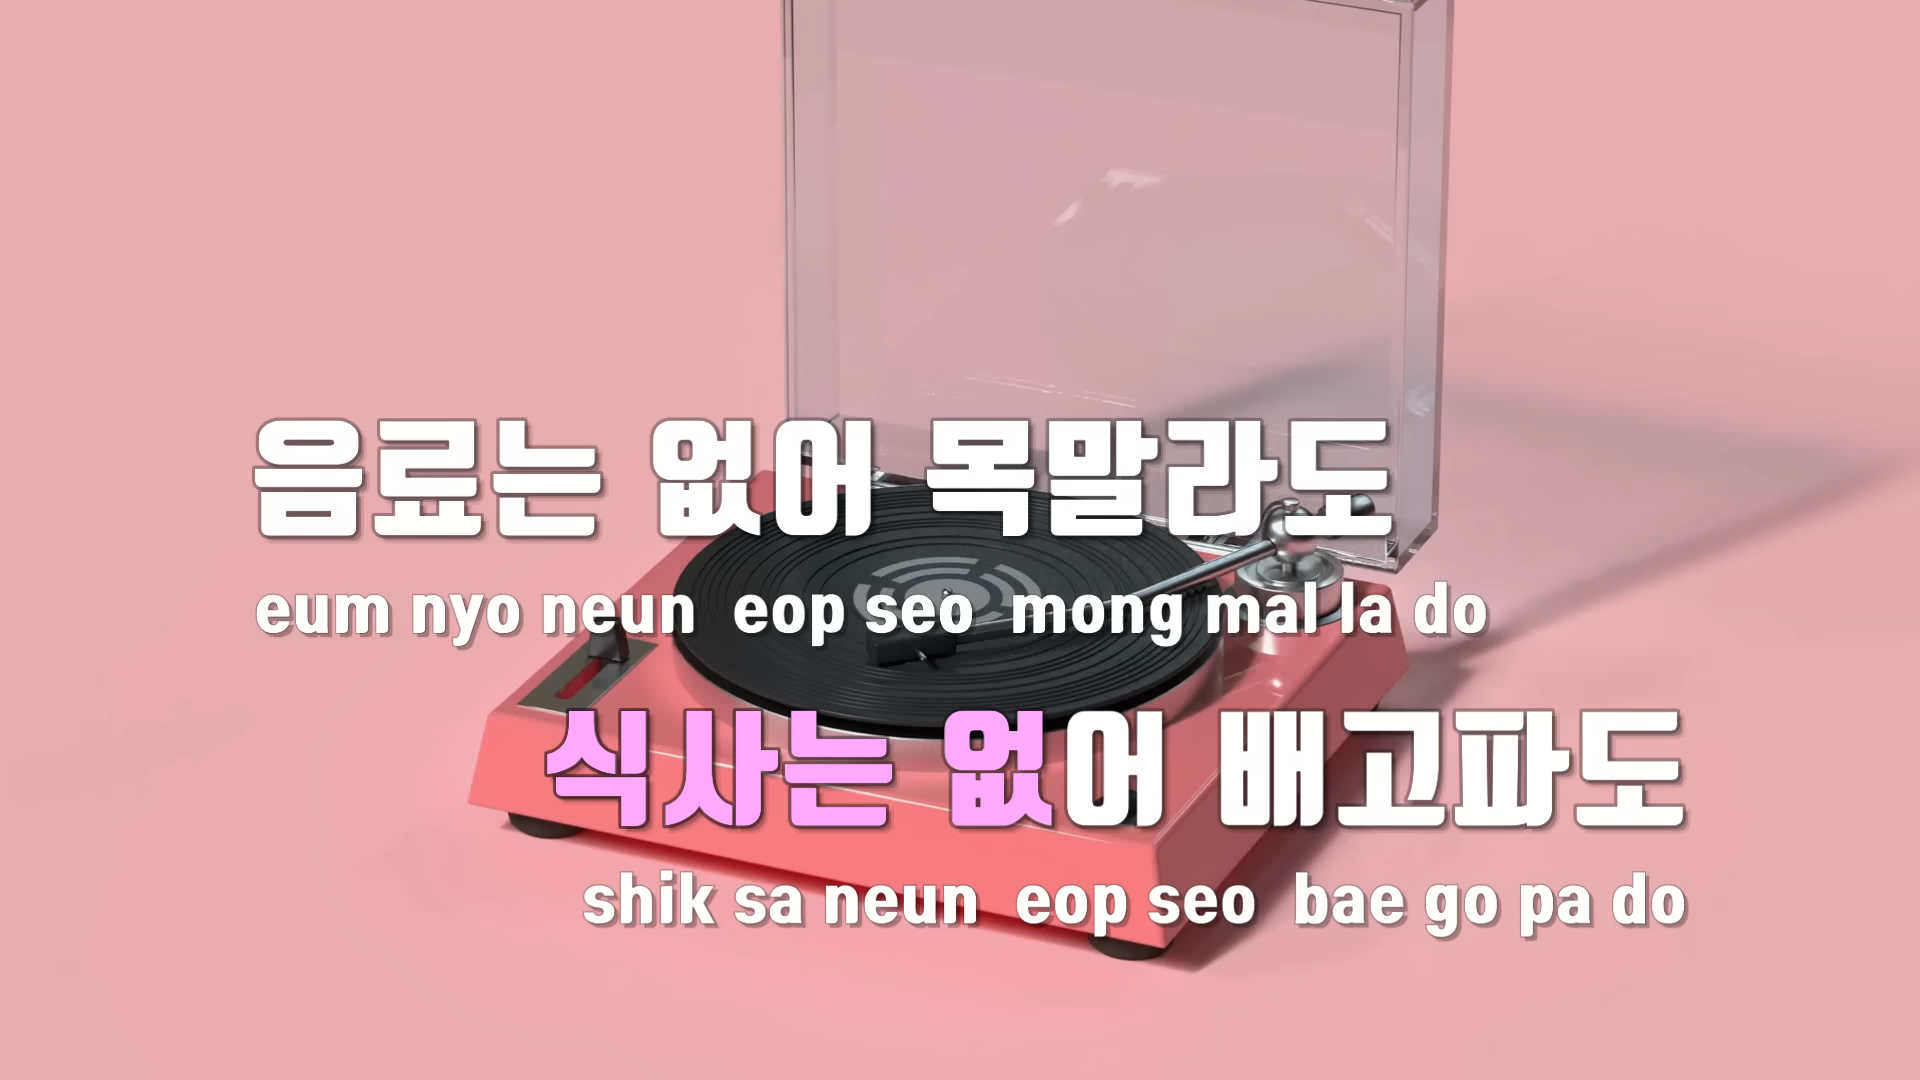 음료는 없어 목말라도
eum nyo neun eop seo mong mal la do
식사는 없어 배고파도
shik sa neun eop seo bae go pa do